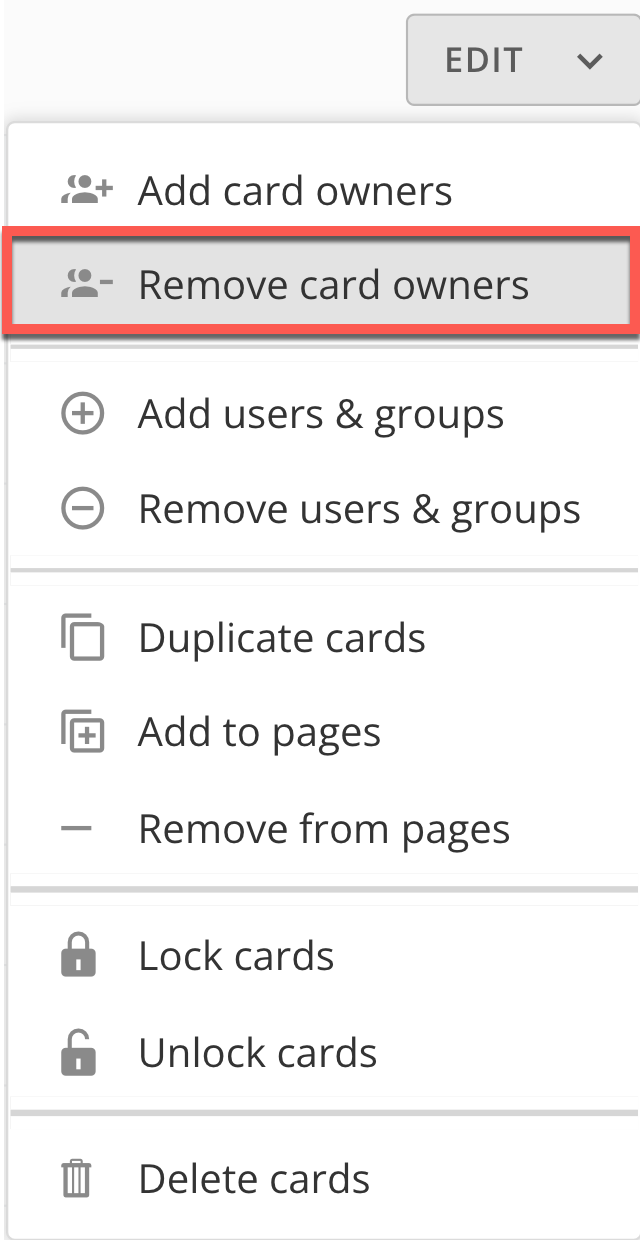 EDIT
Add card owners
Remove card owners
Add users & groups
Remove users & groups
Duplicate cards
Add to pages
Remove from pages
Lock cards
Unlock cards
Delete cards